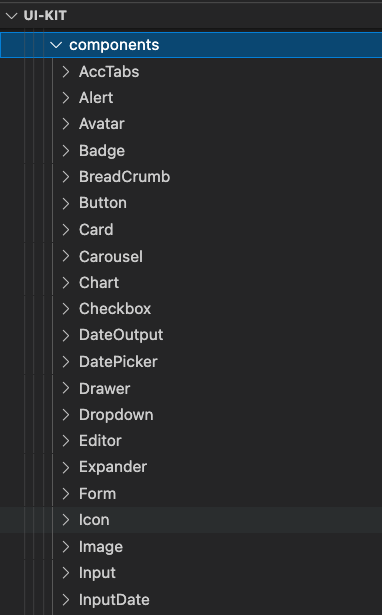 UI-KIT
components
AccTabs
Alert
Avatar
Badge
BreadCrumb
Button
Card
Carousel
Chart
Checkbox
DateOutput
DatePicker
Drawer
Dropdown
Editor
Expander
Form
Icon
Image
Input
InputDate